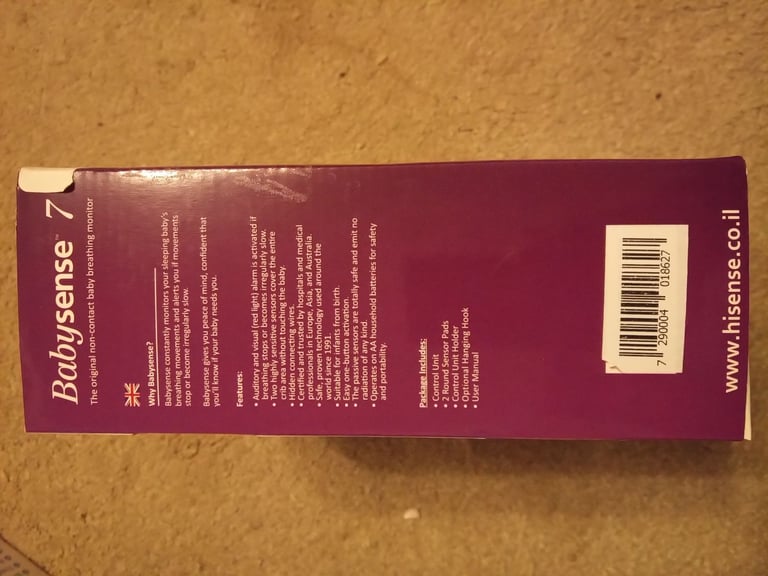 Babysense™ 7
The original non-contact baby breathing monitor
Why Babysense?
Babysense constantly monitors your sleeping baby's
breathing movements and alerts you if movements
stop or become irregularly slow.
Babysense gives you peace of mind, confident that
you'll know if your baby needs you.
Features:
• Auditory and visual (red light) alarm is activated if
breathing stops or becomes irregularly slow.
• Two highly sensitive sensors cover the entire
crib area without touching the baby.
• Hidden connecting wires.
• Certified and trusted by hospitals and medical
professionals in Europe, Asia, and Australia.
• Safe, proven technology used around the
world since 1991.
• Suitable for infants from birth.
• Easy one-button activation.
• The passive sensors are totally safe and emit no
radiation of any kind.
• Operates on AA household batteries for safety
and portability.
Package Includes:
• Control Unit
• 2 Round Sensor Pads
• Control Unit Holder
• Optional Hanging Hook
• User Manual
7 290004 018627
www.hisense.co.il